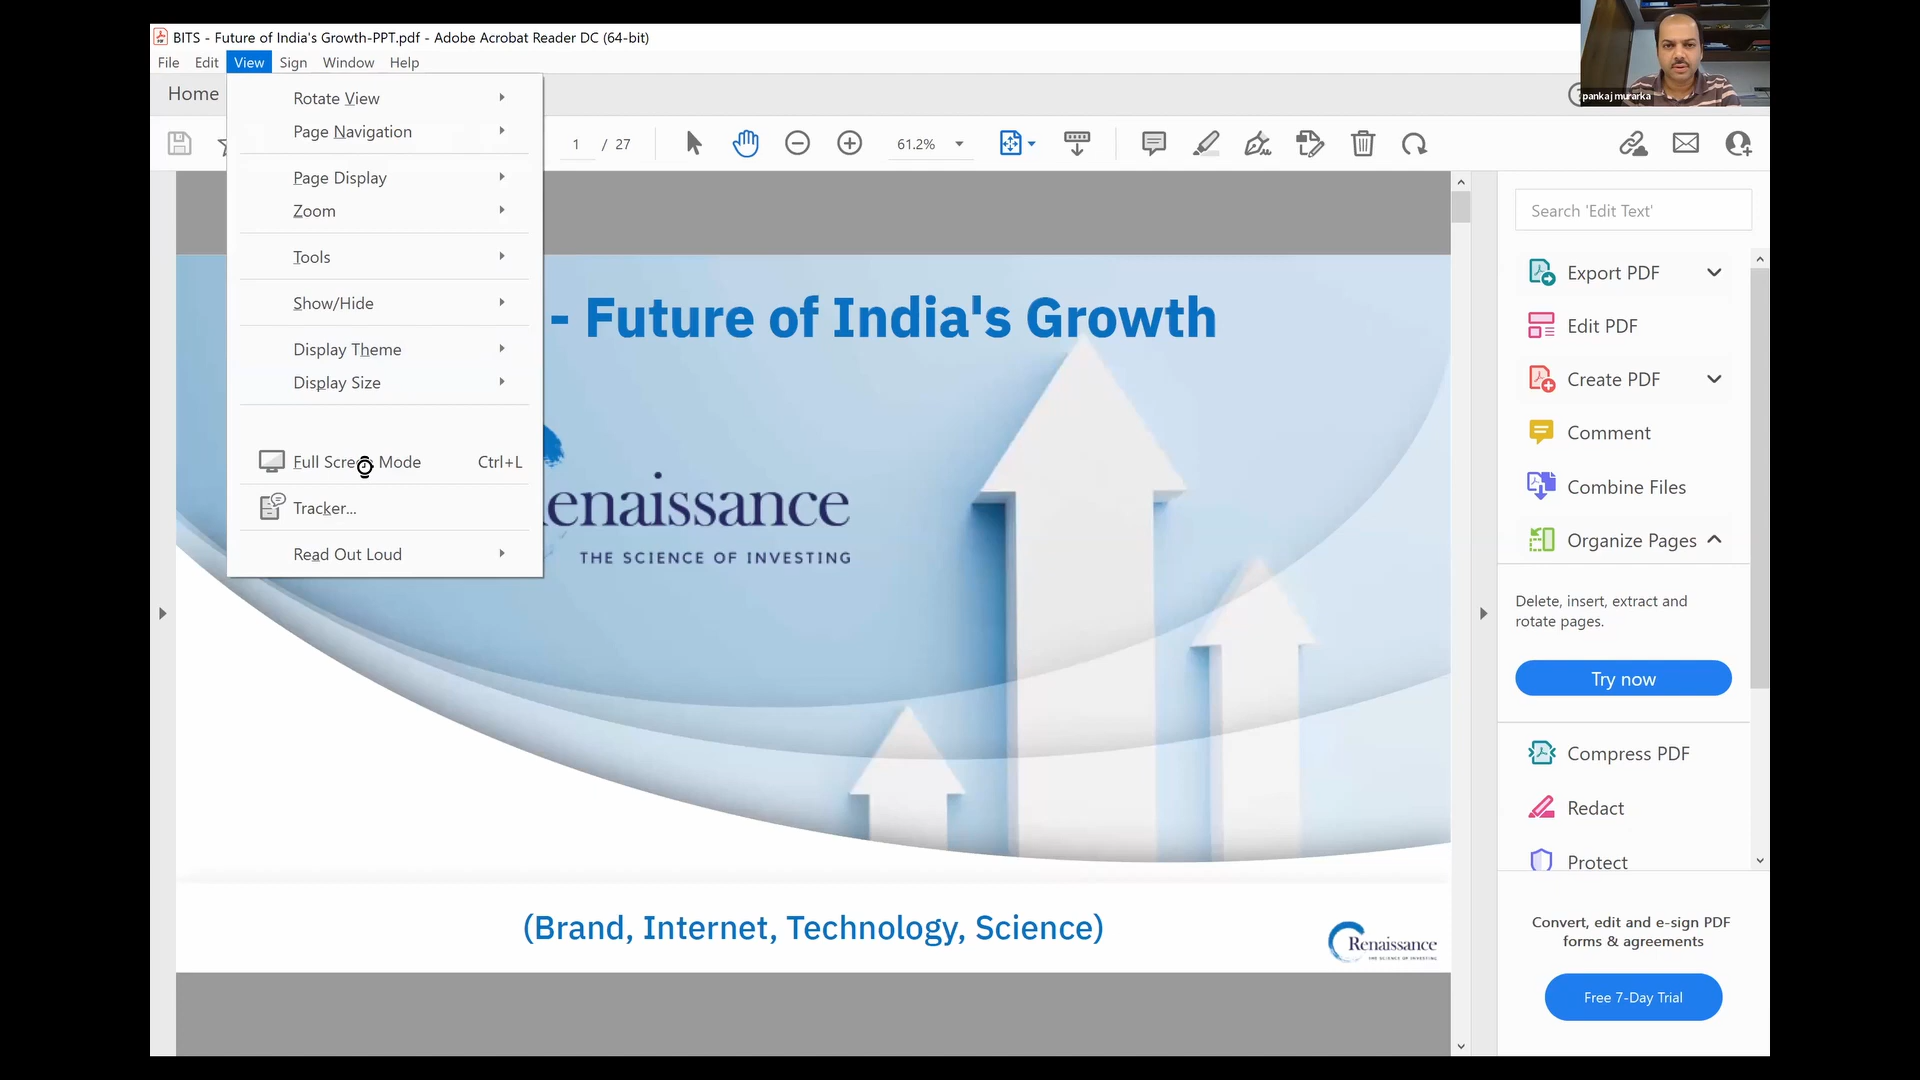 BITS - Future of India's Growth-PPT.pdf - Adobe Acrobat Reader DC (64-bit)
File Edit View Sign Window Help
Home
Rotate View
Page Navigation
Page Display
Zoom
Tools
Show/Hide
Display Theme
Display Size
Full Screen Mode Ctrl+L
Tracker...
Read Out Loud
1 / 27
61.2%
pankaj murarka
- Future of India's Growth
enaissance
THE SCIENCE OF INVESTING
(Brand, Internet, Technology, Science)
Renaissance
THE SCIENCE OF INVESTING
Search 'Edit Text'
Export PDF
Edit PDF
Create PDF
Comment
Combine Files
Organize Pages
Delete, insert, extract and
rotate pages.
Try now
Compress PDF
Redact
Protect
Convert, edit and e-sign PDF
forms & agreements
Free 7-Day Trial